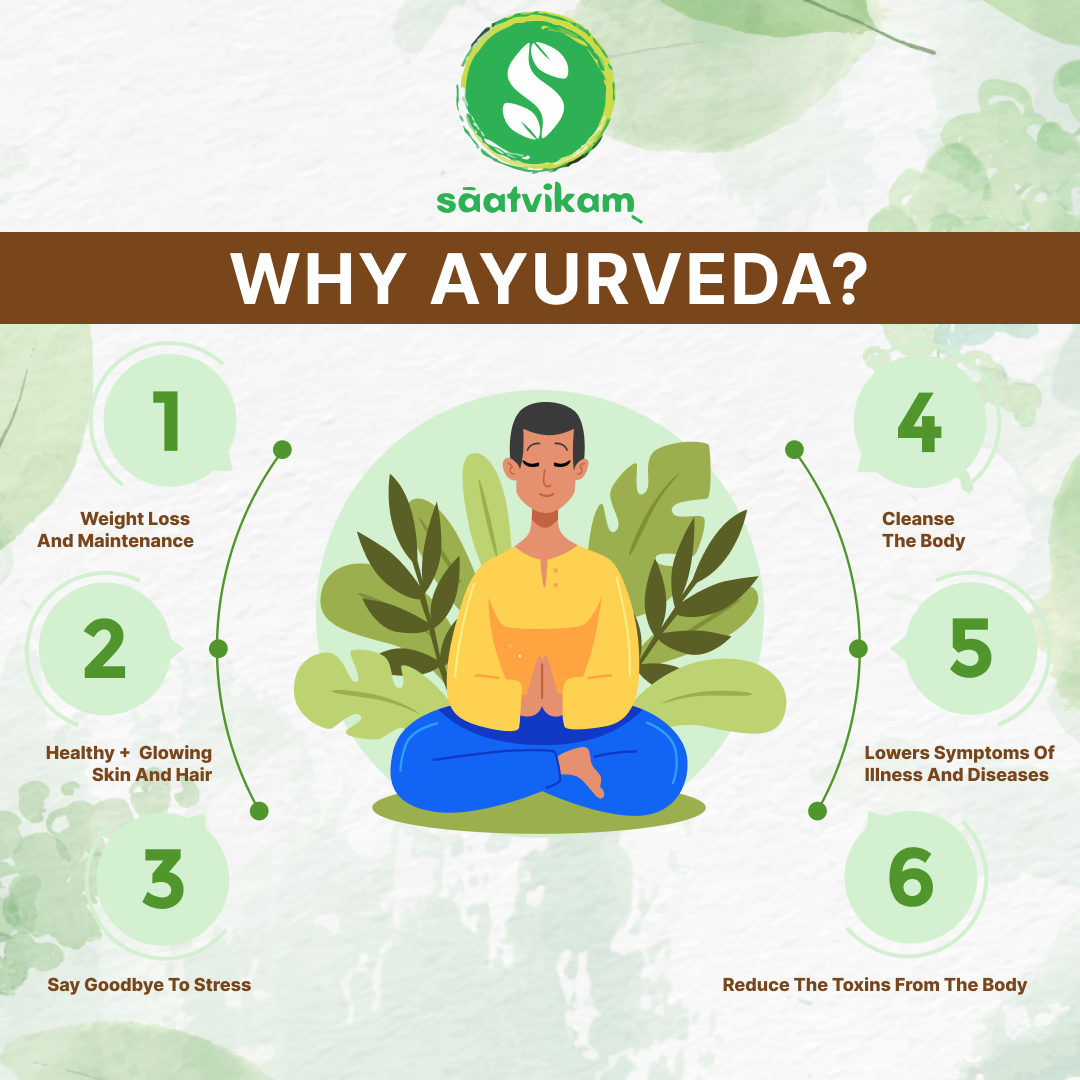 sāatvikam
WHY AYURVEDA?
1
Weight Loss
And Maintenance
2
Healthy + Glowing
Skin And Hair
3
Say Goodbye To Stress
4
Cleanse
The Body
5
Lowers Symptoms Of
Illness And Diseases
6
Reduce The Toxins From The Body